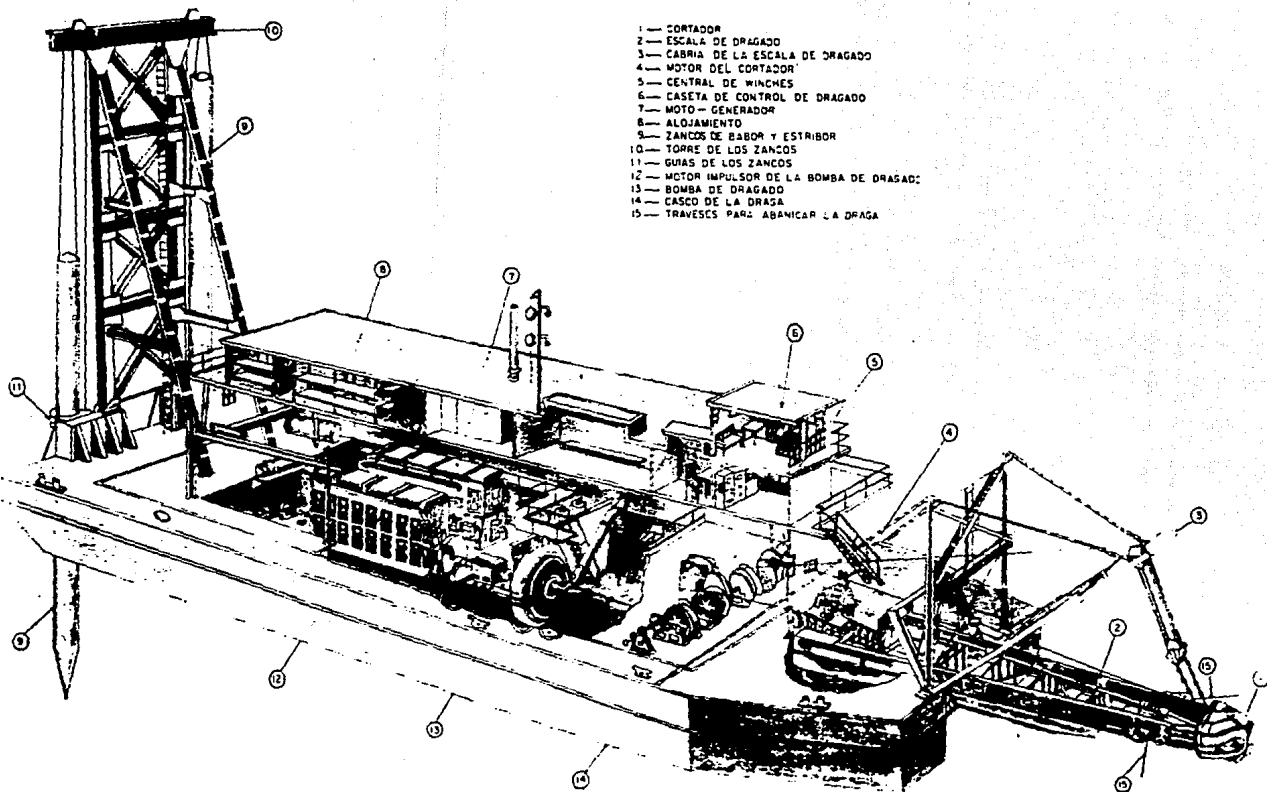 1 — CORTADOR
2 — ESCALA DE DRAGADO
3 — CABRIA DE LA ESCALA DE DRAGADO
4 — MOTOR DEL CORTADOR
5 — CENTRAL DE WINCHES
6 — CASETA DE CONTROL DE DRAGADO
7 — MOTO - GENERADOR
8 — ALOJAMIENTO
9 — ZANCOS DE BABOR Y ESTRIBOR
10 — TORRE DE LOS ZANCOS
11 — GUIAS DE LOS ZANCOS
12 — MOTOR IMPULSOR DE LA BOMBA DE DRAGADO
13 — BOMBA DE DRAGADO
14 — CASCO DE LA DRAGA
15 — TRAVESES PARA ABANICAR LA DRAGA
10
9
8
7
6
5
11
4
3
9
2
15
12
13
14
15